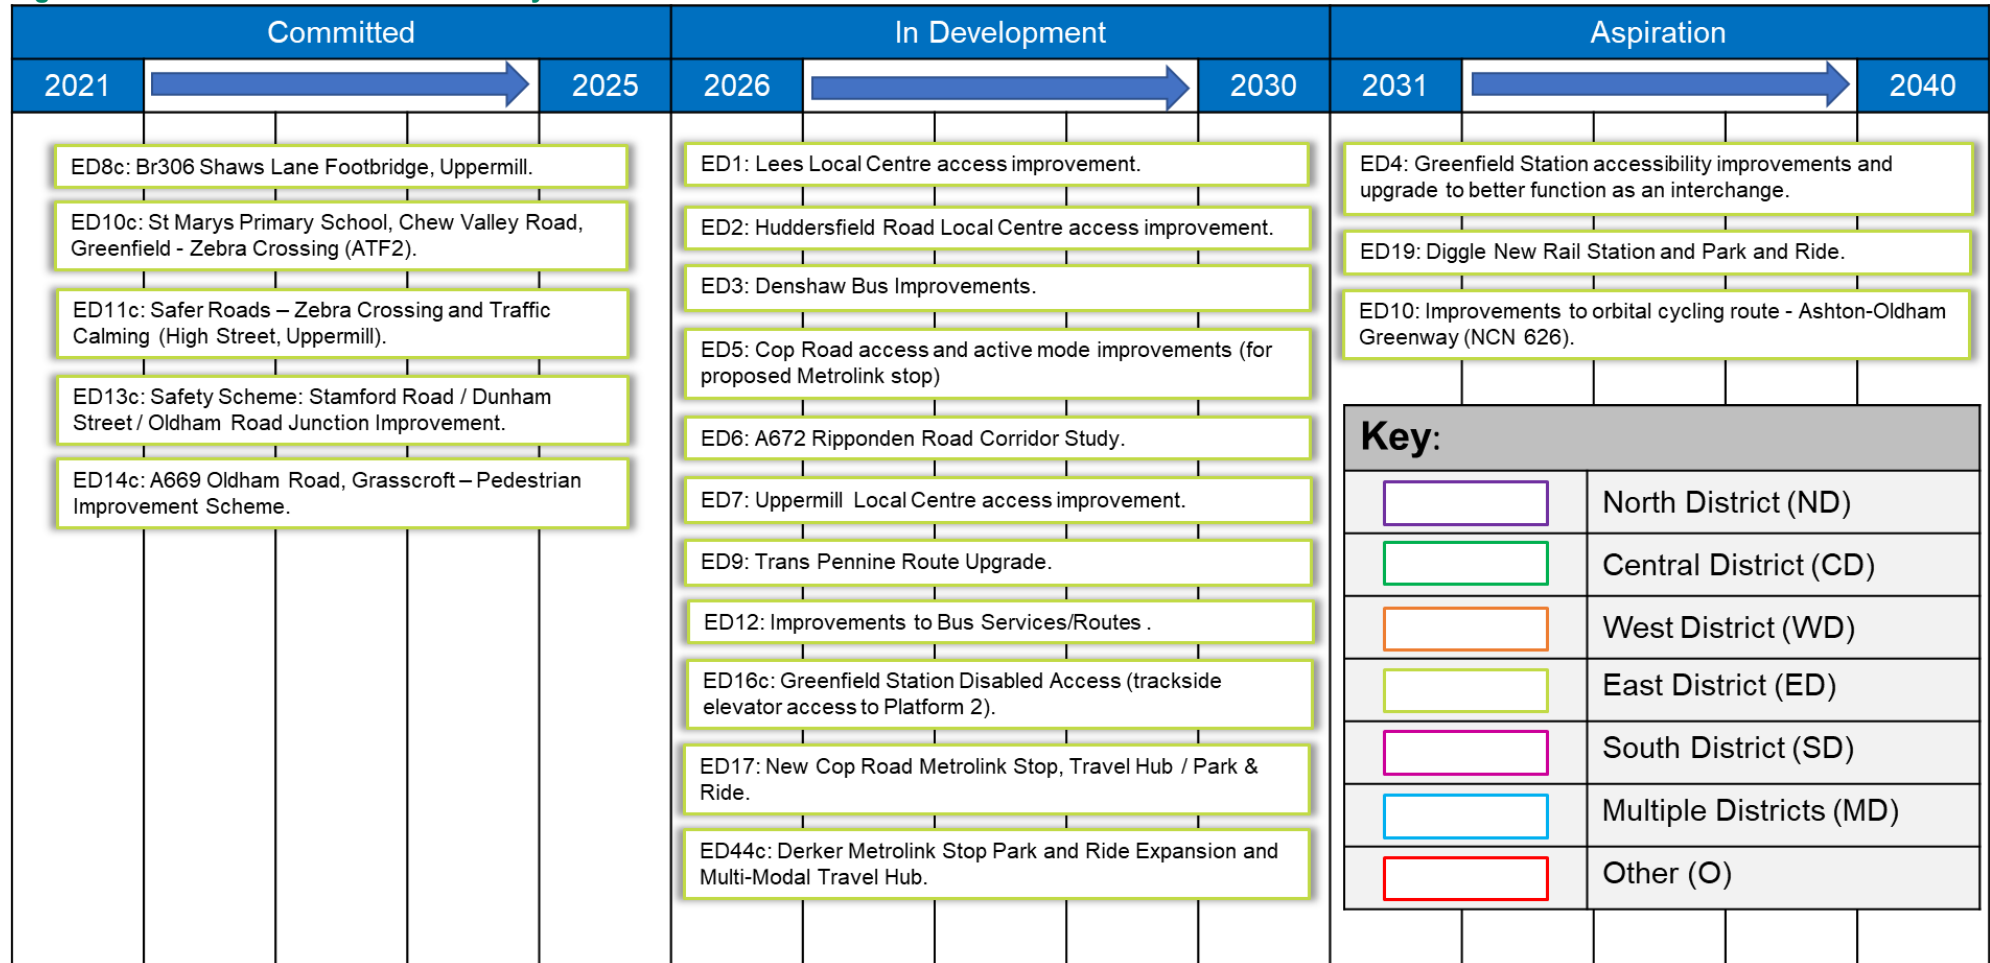 Committed
In Development
Aspiration
2021
2025
2026
2030
2031
2040
ED8c: Br306 Shaws Lane Footbridge, Uppermill.
ED10c: St Marys Primary School, Chew Valley Road,
Greenfield - Zebra Crossing (ATF2).
ED11c: Safer Roads – Zebra Crossing and Traffic
Calming (High Street, Uppermill).
ED13c: Safety Scheme: Stamford Road / Dunham
Street / Oldham Road Junction Improvement.
ED14c: A669 Oldham Road, Grasscroft – Pedestrian
Improvement Scheme.
ED1: Lees Local Centre access improvement.
ED2: Huddersfield Road Local Centre access improvement.
ED3: Denshaw Bus Improvements.
ED5: Cop Road access and active mode improvements (for
proposed Metrolink stop)
ED6: A672 Ripponden Road Corridor Study.
ED7: Uppermill Local Centre access improvement.
ED9: Trans Pennine Route Upgrade.
ED12: Improvements to Bus Services/Routes .
ED16c: Greenfield Station Disabled Access (trackside
elevator access to Platform 2).
ED17: New Cop Road Metrolink Stop, Travel Hub / Park &
Ride.
ED44c: Derker Metrolink Stop Park and Ride Expansion and
Multi-Modal Travel Hub.
ED4: Greenfield Station accessibility improvements and
upgrade to better function as an interchange.
ED19: Diggle New Rail Station and Park and Ride.
ED10: Improvements to orbital cycling route - Ashton-Oldham
Greenway (NCN 626).
Key:
North District (ND)
Central District (CD)
West District (WD)
East District (ED)
South District (SD)
Multiple Districts (MD)
Other (O)